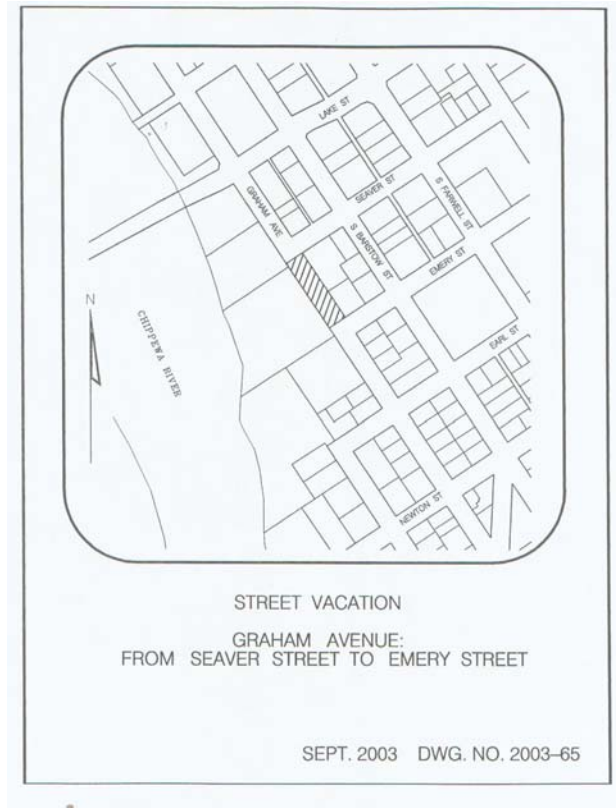 LAKE ST
SEAVER ST
GRAHAM AVE
S FARWELL ST
S BARSTOW ST
EMERY ST
N
CHIPPEWA RIVER
EARL ST
NEWTON ST
STREET VACATION
GRAHAM AVENUE:
FROM SEAVER STREET TO EMERY STREET
SEPT. 2003 DWG. NO. 2003-65